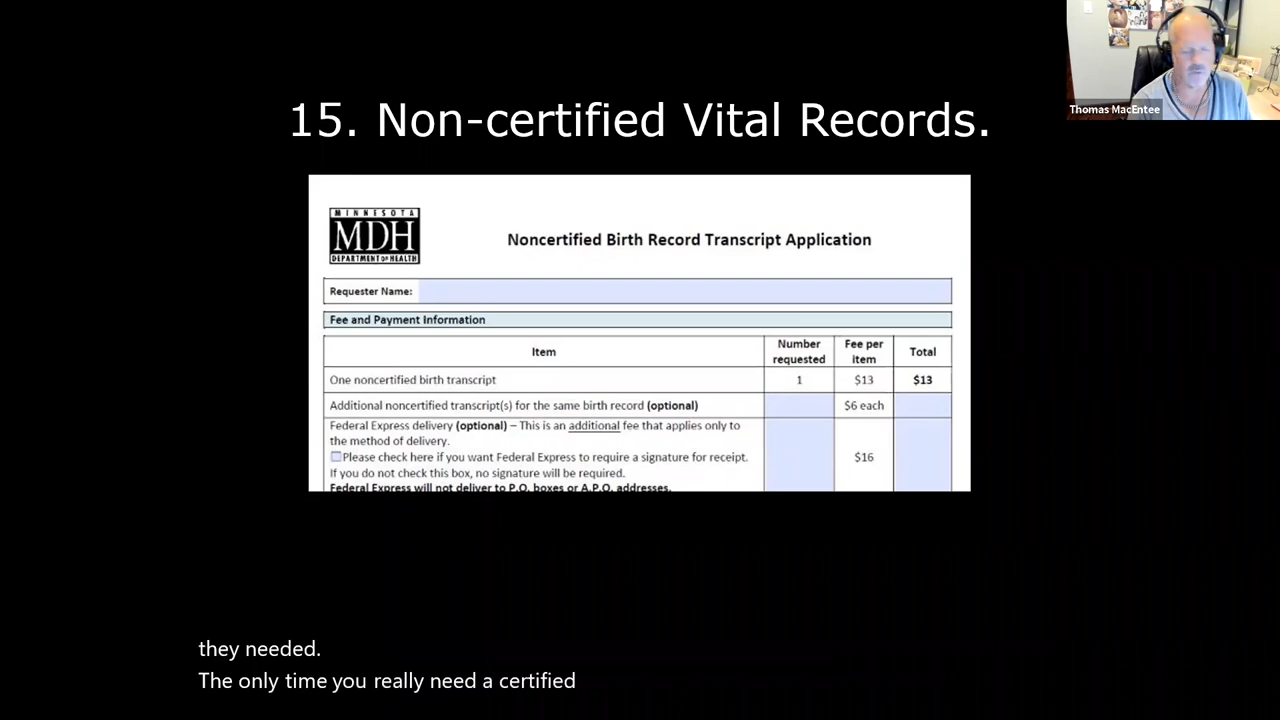 Thomas MacEntee
15. Non-certified Vital Records.
MINNESOTA
MDH
DEPARTMENT OF HEALTH
Noncertified Birth Record Transcript Application
Requester Name:
Fee and Payment Information
Item
Number requested
Fee per item
Total
One noncertified birth transcript 1 $13 $13
Additional noncertified transcript(s) for the same birth record (optional) $6 each
Federal Express delivery (optional) – This is an additional fee that applies only to
the method of delivery.
Please check here if you want Federal Express to require a signature for receipt. $16
If you do not check this box, no signature will be required.
Federal Express will not deliver to P.O. boxes or A.P.O. addresses.
they needed.
The only time you really need a certified